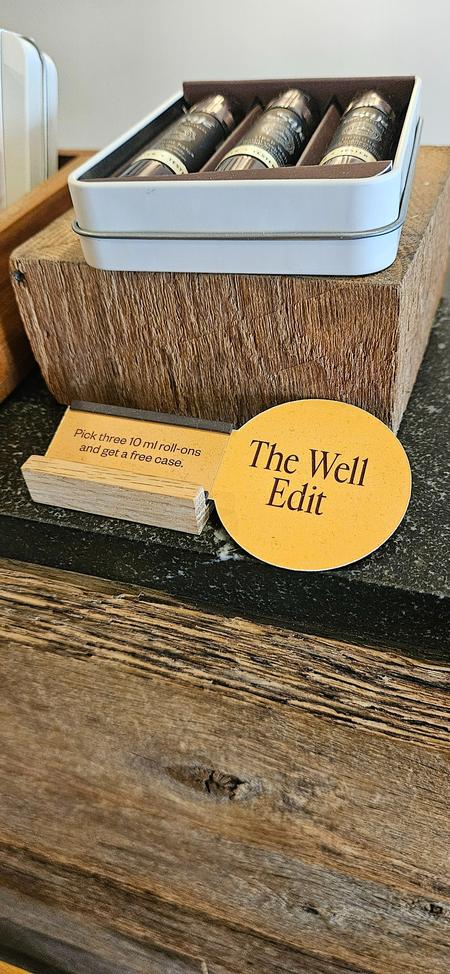 Pick three 10 ml roll-ons
and get a free case.
The Well
Edit